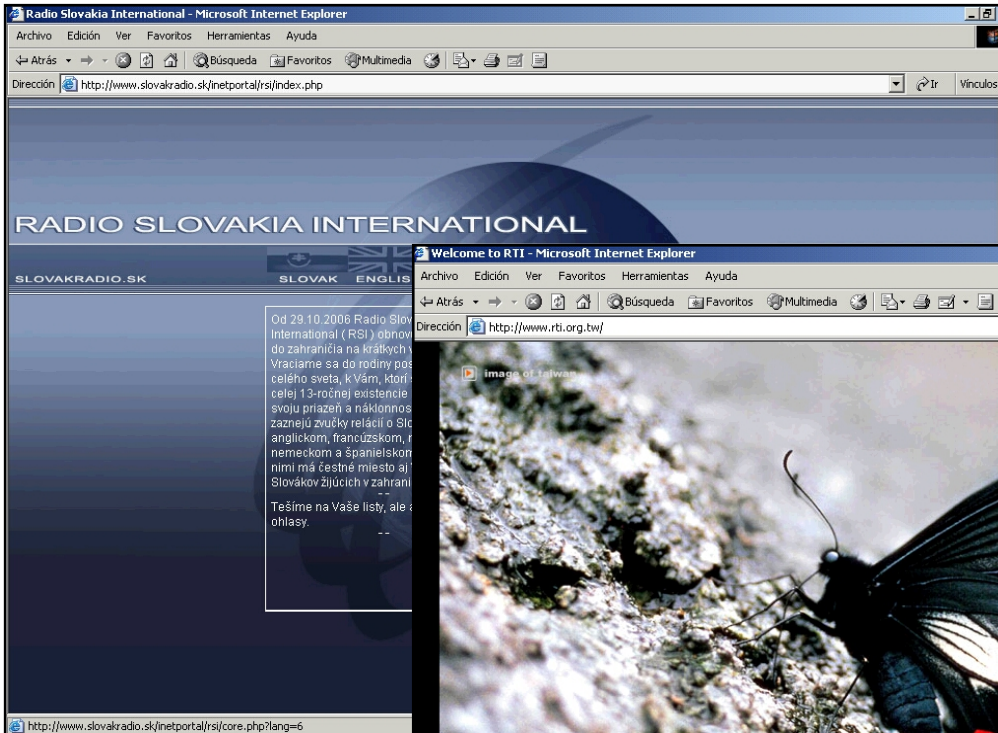 Radio Slovakia International - Microsoft Internet Explorer
Archivo Edición Ver Favoritos Herramientas Ayuda
Atrás Búsqueda Favoritos Multimedia
Dirección http://www.slovakradio.sk/inetportal/rsi/index.php Ir Vínculos
RADIO SLOVAKIA INTERNATIONAL
SLOVAKRADIO.SK SLOVAK ENGLIS
Od 29.10.2006 Radio Slov
International ( RSI ) obnov
do zahraničia na krátkych v
Vraciame sa do rodiny pos
celého sveta, k Vám, ktorí
celej 13-ročnej existencie
svoju priazeň a náklonnos
zaznejú zvučky relácií o Slo
anglickom, francúzskom,
nemeckom a španielskom
nimi má čestné miesto aj
Slovákov žijúcich v zahrani
--
Tešíme na Vaše listy, ale
ohlasy.
--
http://www.slovakradio.sk/inetportal/rsi/core.php?lang=6
Welcome to RTI - Microsoft Internet Explorer
Archivo Edición Ver Favoritos Herramientas Ayuda
Atrás Búsqueda Favoritos Multimedia
Dirección http://www.rti.org.tw/
image of taiwan